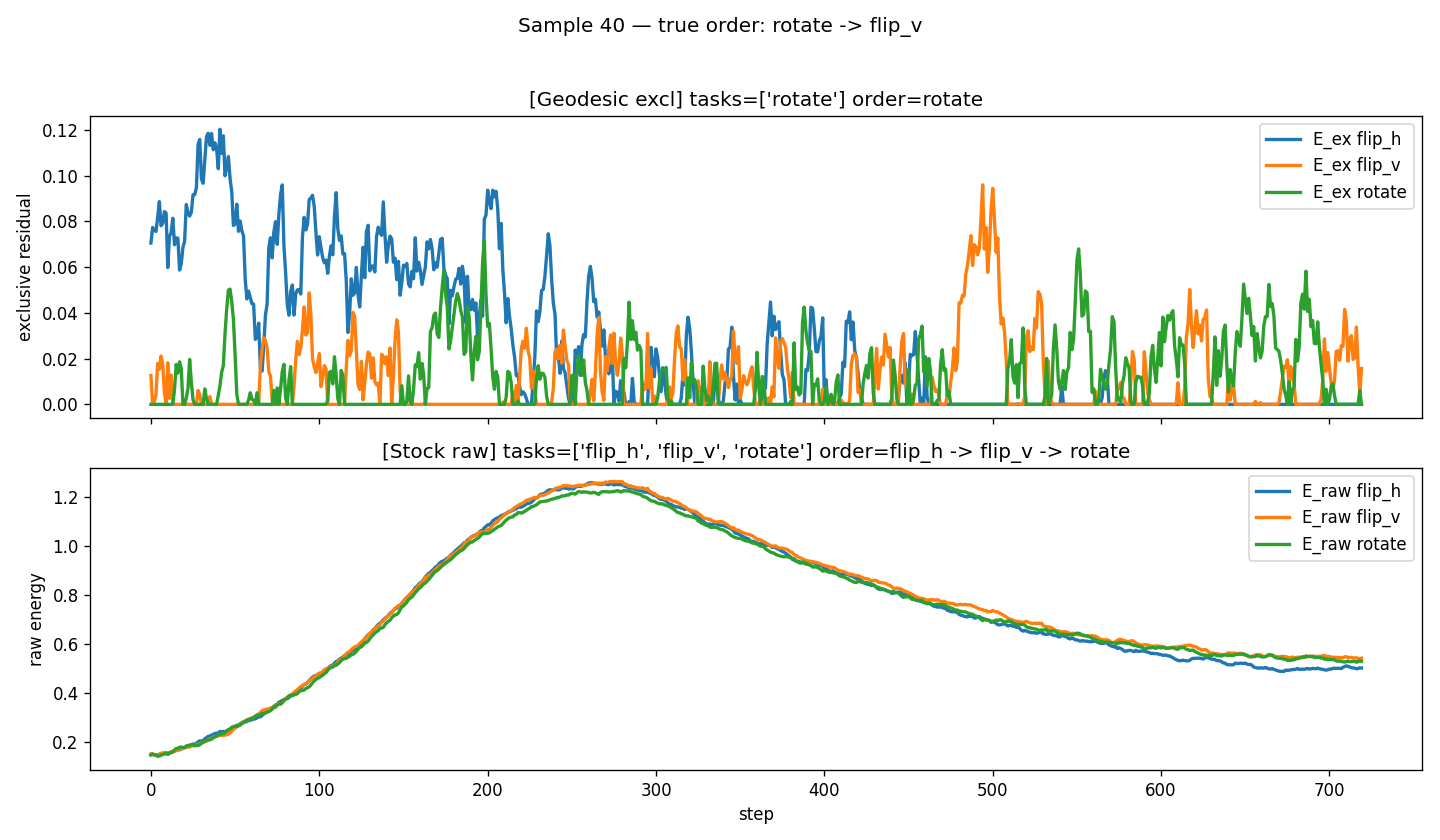 Sample 40 — true order: rotate -> flip_v
[Geodesic excl] tasks=['rotate'] order=rotate
exclusive residual
0.12
0.10
0.08
0.06
0.04
0.02
0.00
E_ex flip_h
E_ex flip_v
E_ex rotate
[Stock raw] tasks=['flip_h', 'flip_v', 'rotate'] order=flip_h -> flip_v -> rotate
raw energy
1.2
1.0
0.8
0.6
0.4
0.2
E_raw flip_h
E_raw flip_v
E_raw rotate
0 100 200 300 400 500 600 700
step